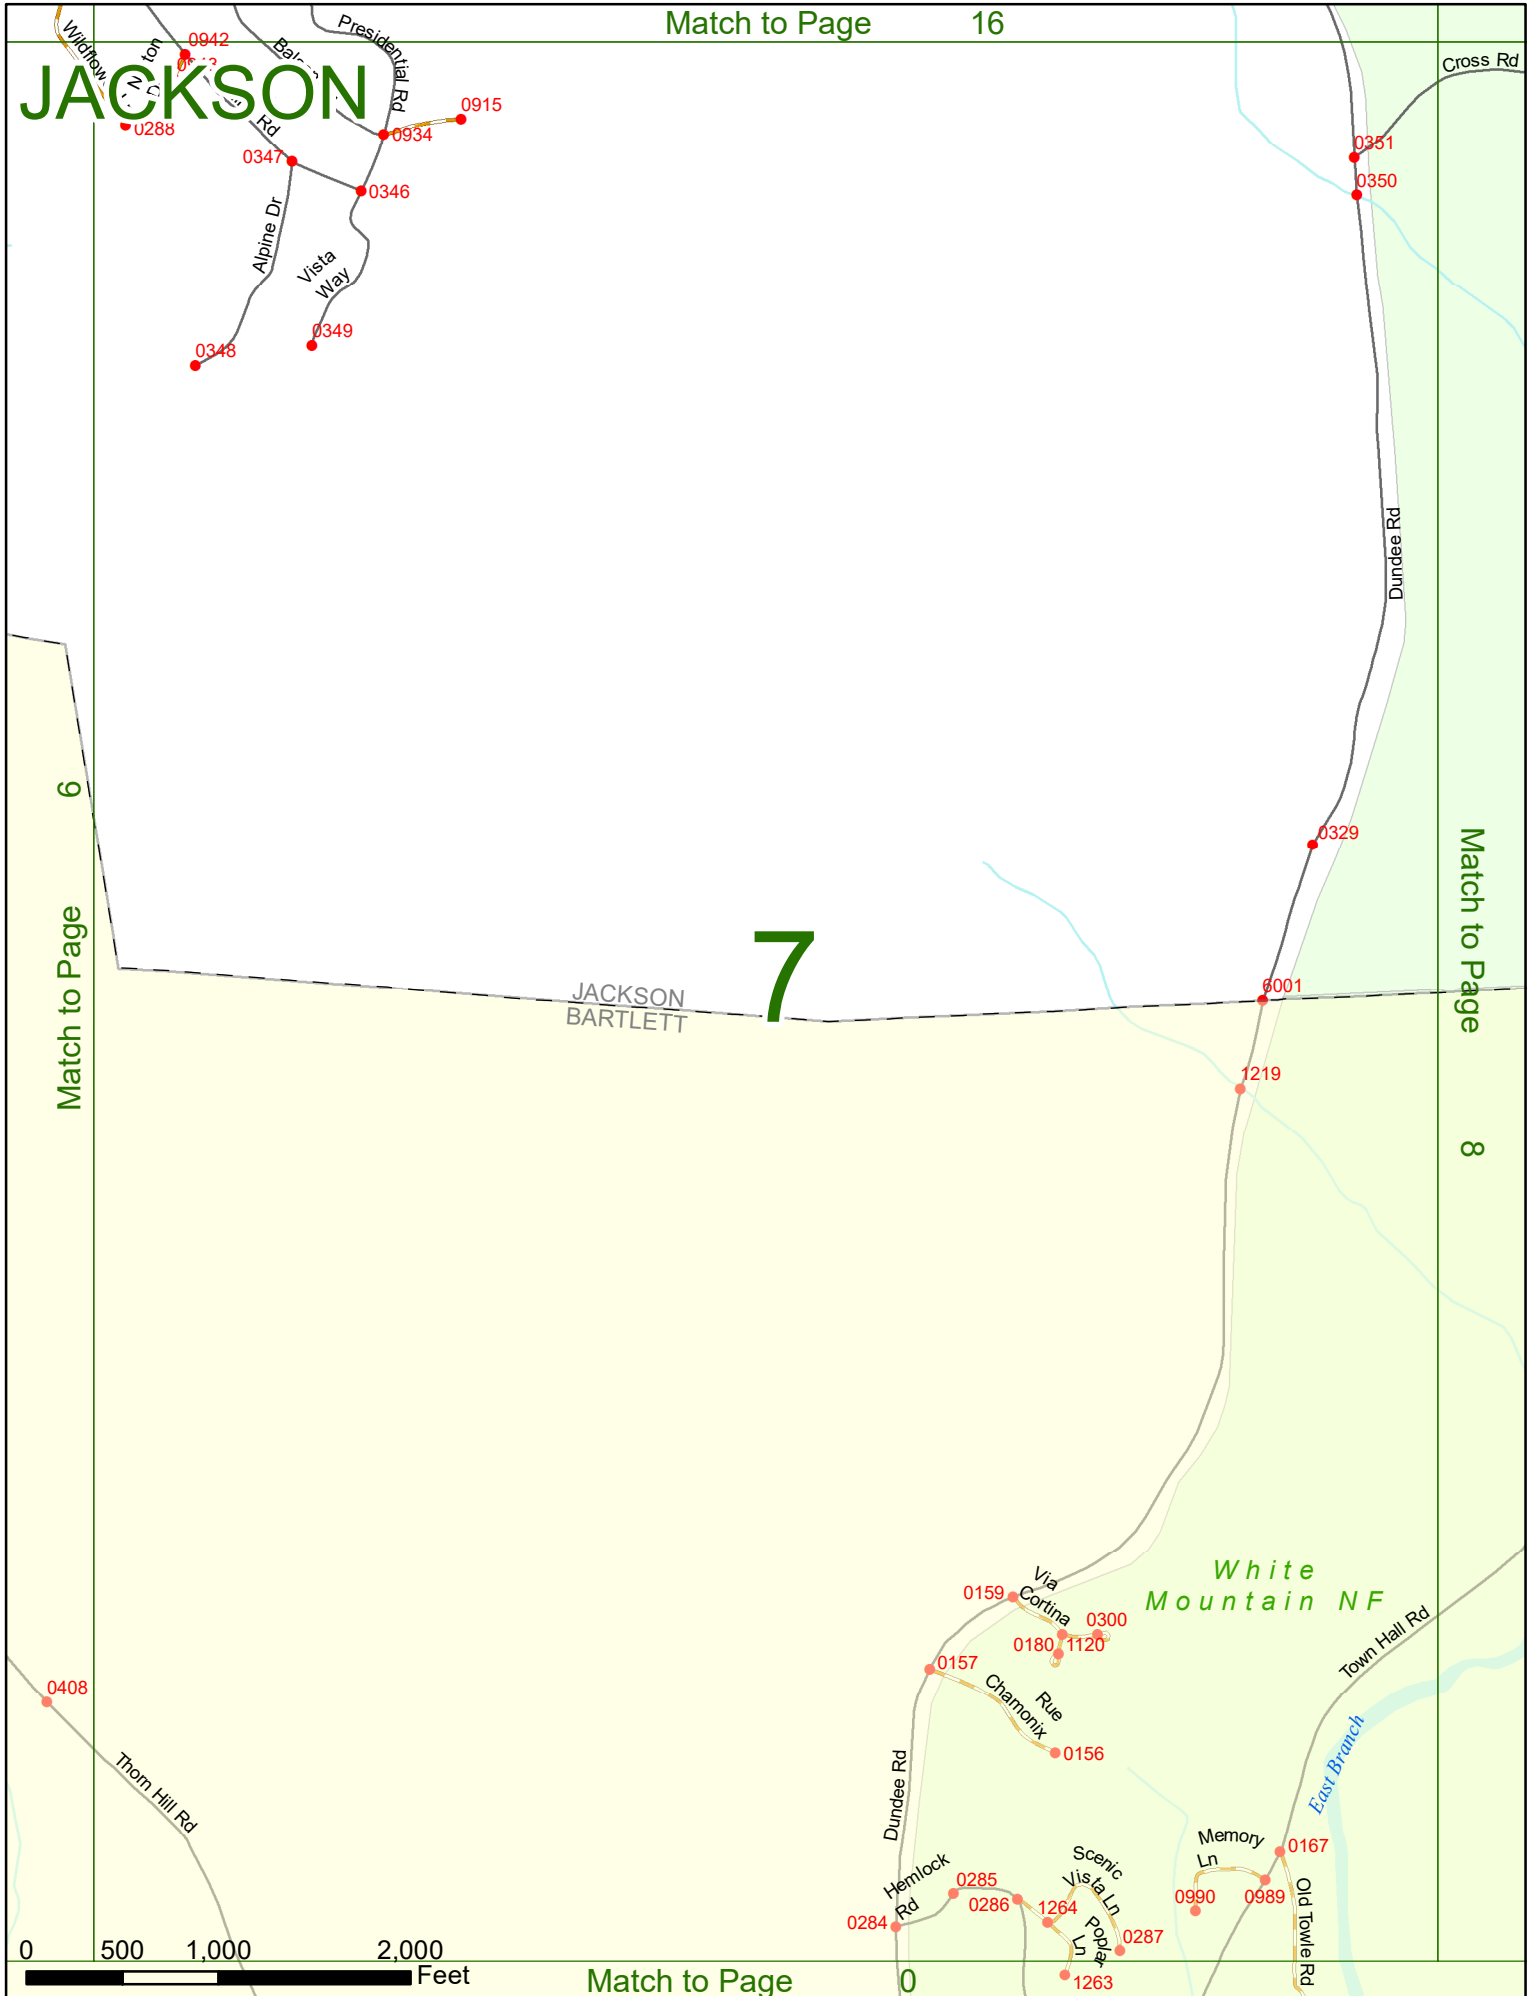 Match to Page 16
JACKSON
0942
0288
Rd
Presidential Rd
0934
0915
0347
0346
Alpine Dr
Vista
Way
0349
0348
Cross Rd
0351
0350
Dundee Rd
0329
6001
1219
Match to Page 6
Match to Page 8
7
JACKSON
BARTLETT
White
Mountain NF
Via
Cortina
0159
0300
0180
1120
0157
Rue
Chamonix
0156
Town Hall Rd
East Branch
0408
Thorn Hill Rd
Dundee Rd
Hemlock
Rd
0284
0285
0286
1264
Scenic
Vista Ln
Poplar
Ln
0287
1263
Memory
Ln
0990
0989
0167
Old Towle Rd
0 500 1,000 2,000
Feet
Match to Page 0